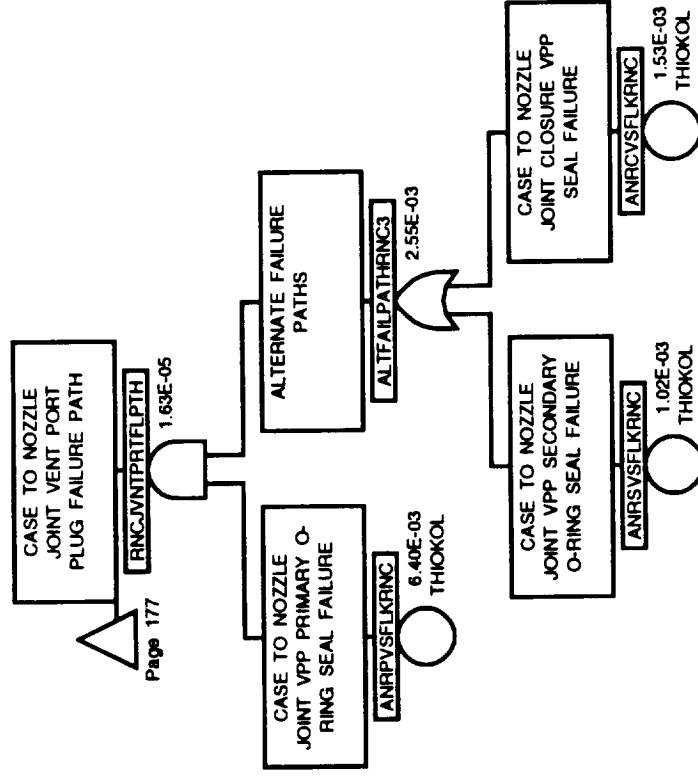 CASE TO NOZZLE
JOINT VENT PORT
PLUG FAILURE PATH
Page 177
RNCJVNTPRTFLPTH
1.63E-05
CASE TO NOZZLE
JOINT VPP PRIMARY O-
RING SEAL FAILURE
ANRPVSFLKRNC
6.40E-03
THIOKOL
ALTERNATE FAILURE
PATHS
ALTFAILPATHRNC3
2.55E-03
CASE TO NOZZLE
JOINT VPP SECONDARY
O-RING SEAL FAILURE
ANRSVSFLKRNC
1.02E-03
THIOKOL
CASE TO NOZZLE
JOINT CLOSURE VPP
SEAL FAILURE
ANRCVSFLKRNC
1.53E-03
THIOKOL